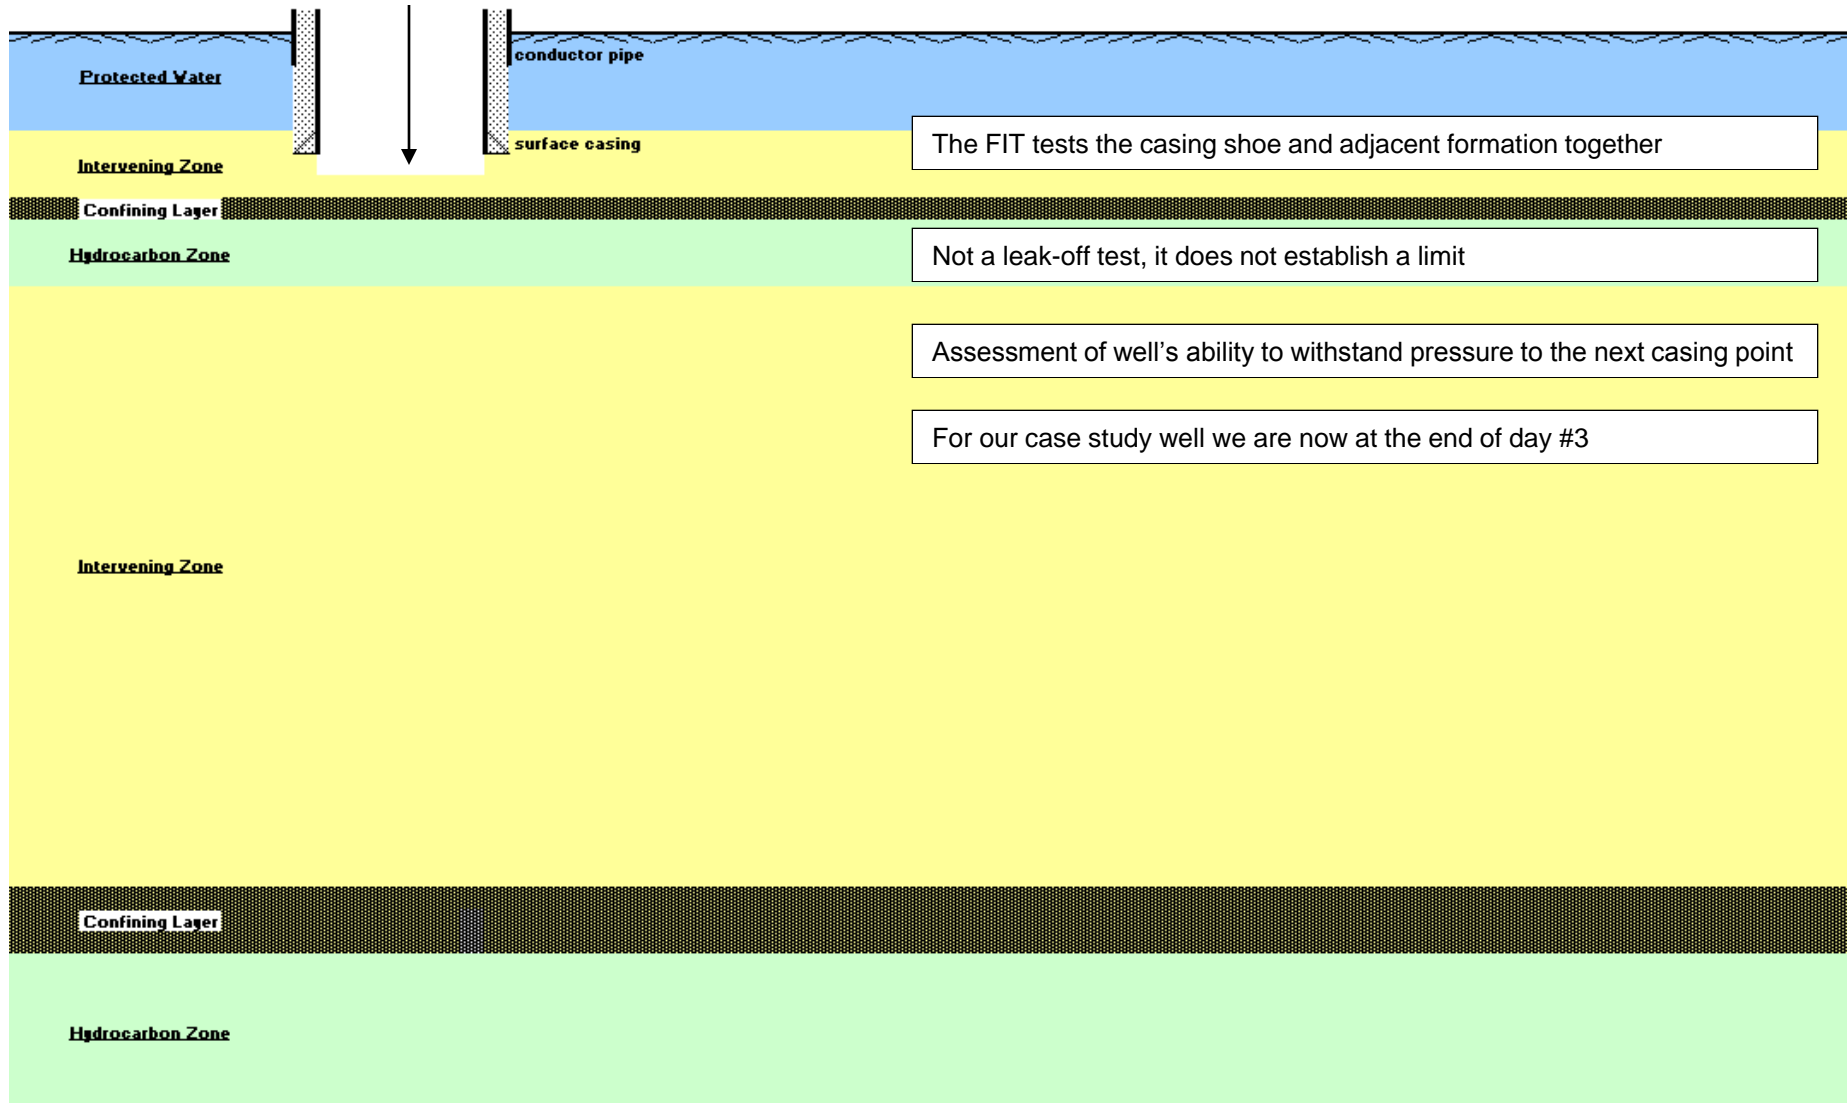 conductor pipe
Protected Water
The FIT tests the casing shoe and adjacent formation together
surface casing
Intervening Zone
Confining Layer
Hydrocarbon Zone
Not a leak-off test, it does not establish a limit
Assessment of well's ability to withstand pressure to the next casing point
For our case study well we are now at the end of day #3
Intervening Zone
Confining Layer
Hydrocarbon Zone